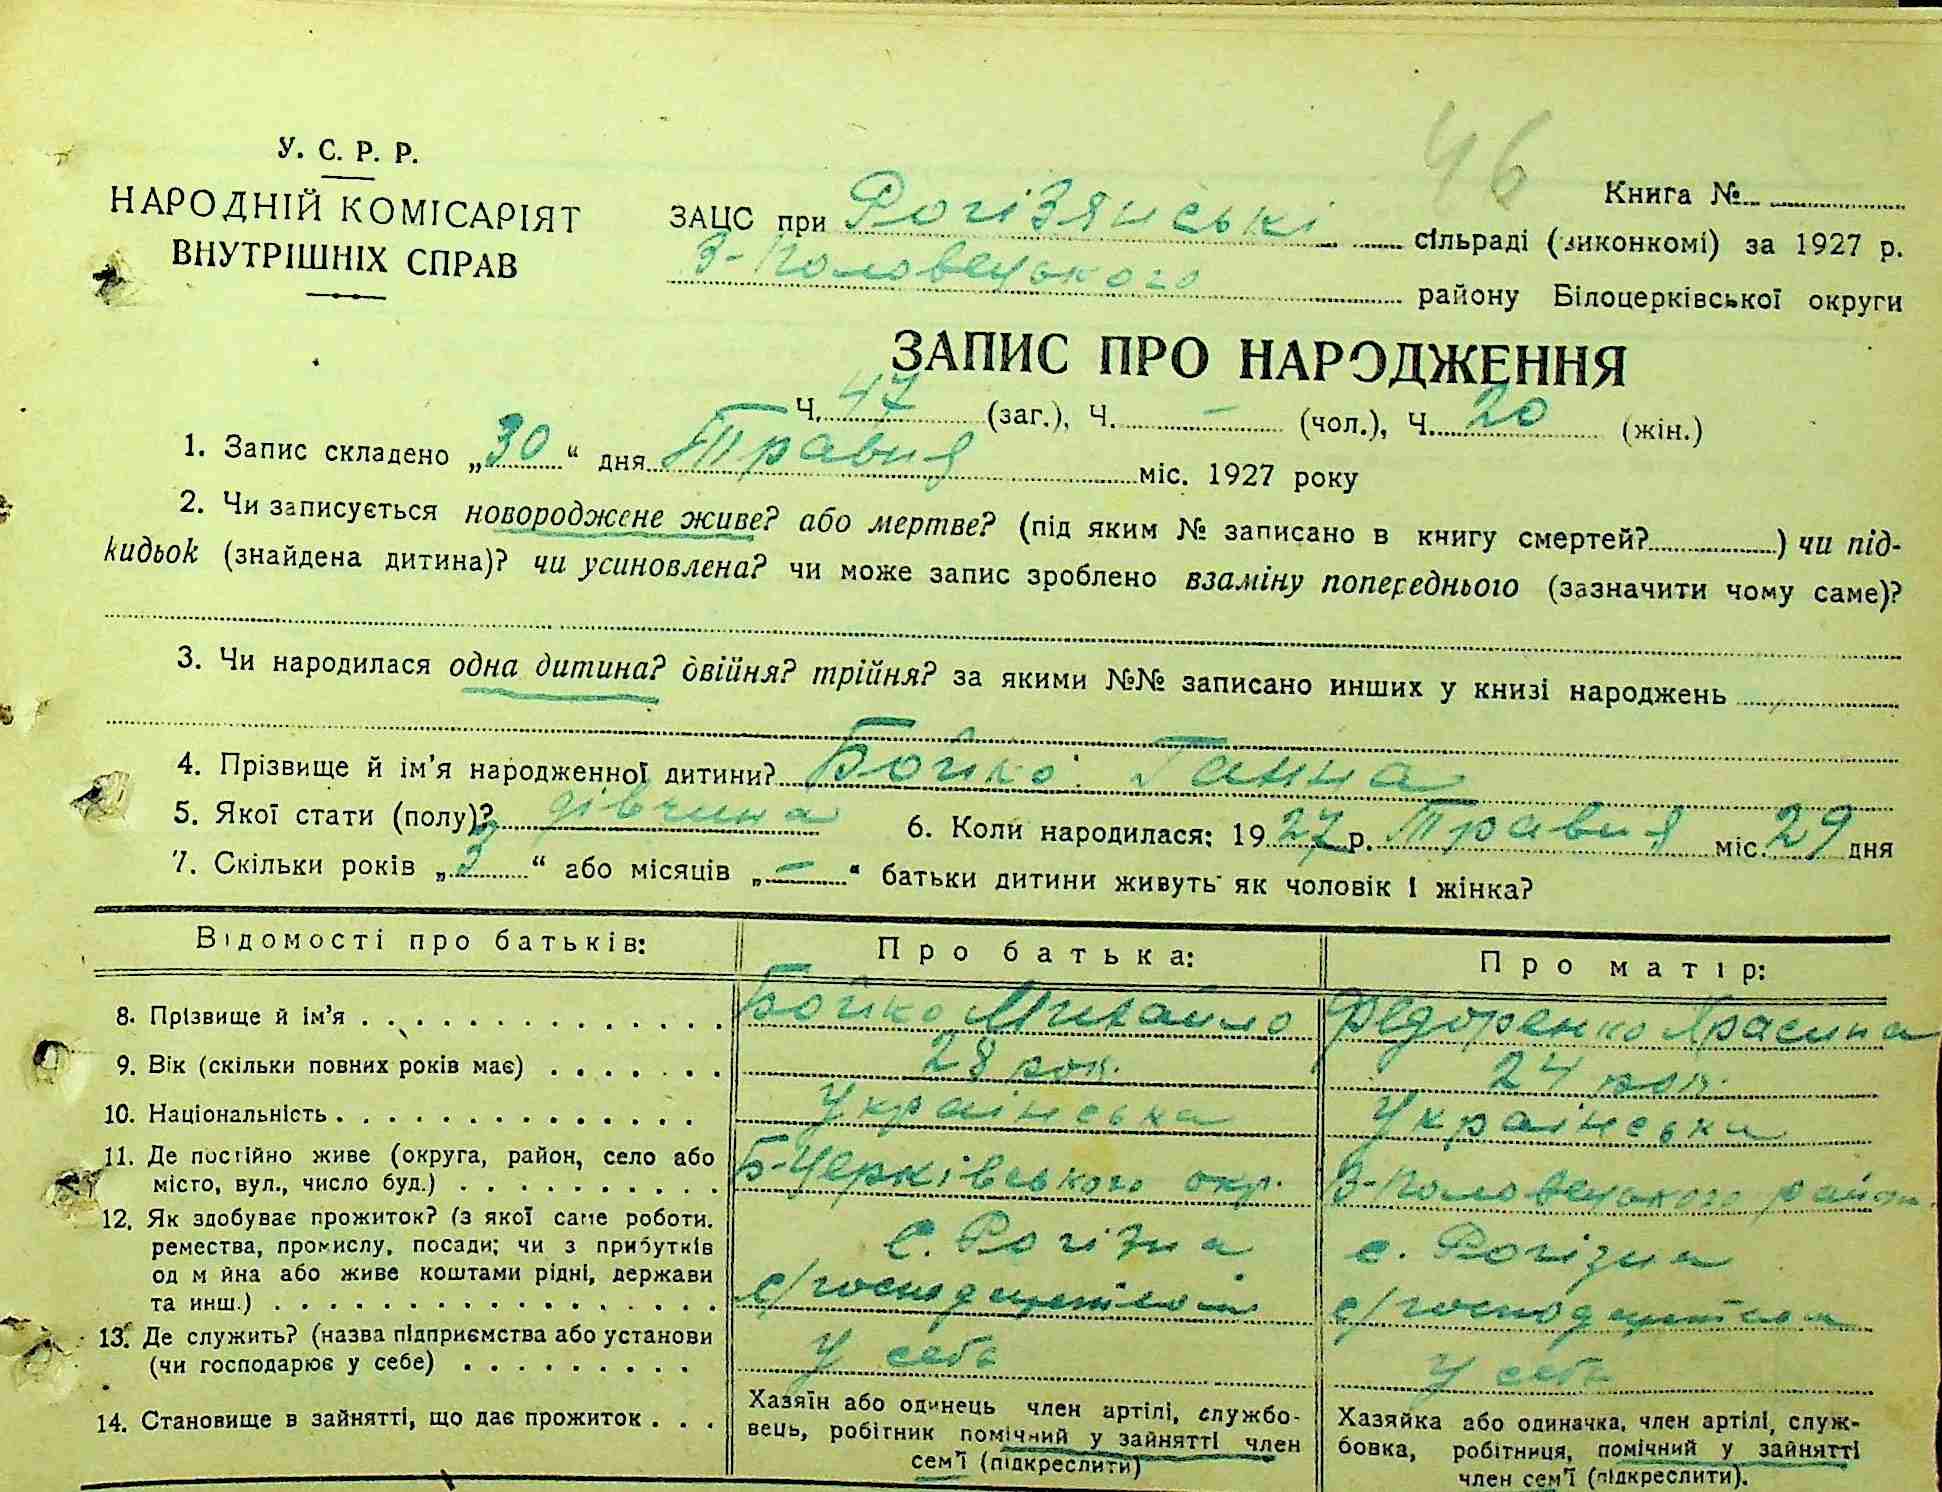 46
У. С. Р. Р.
НАРОДНІЙ КОМІСАРІЯТ
ВНУТРІШНІХ СПРАВ
Книга №
ЗАЦС при Рогізянські сільраді (виконкомі) за 1927 р.
В-Половецького району Білоцерківської округи
ЗАПИС ПРО НАРОДЖЕННЯ
Ч. 47 (заг.), Ч. – (чол.), Ч. 20 (жін.)
1. Запис складено „30“ дня Травня міс. 1927 року
2. Чи записується новороджене живе? або мертве? (під яким № записано в книгу смертей?) чи під-
кидьок (знайдена дитина)? чи усиновлена? чи може запис зроблено взаміну попереднього (зазначити чому саме)?
3. Чи народилася одна дитина? двійня? трійня? за якими №№ записано инших у книзі народжень
4. Прізвище й ім’я народженної дитини? Бойко Ганна
5. Якої стати (полу)? дівчина 6. Коли народилася: 1927 р. Травня міс. 29 дня
7. Скільки років „3“ або місяців „–“ батьки дитини живуть як чоловік і жінка?
Відомості про батьків: Про батька: Про матір:
8. Прізвище й ім’я Бойко Михайло Федоренко
9. Вік (скільки повних років має) 28 рок. 24 рок.
10. Національність Українська Українська
11. Де постійно живе (округа, район, село або
місто, вул., число буд.) Б-Церківського окр. В-Половецького район.
12. Як здобуває прожиток? (з якої саме роботи,
ремества, промислу, посади; чи з прибутків с. Рогізна с. Рогізна
од майна або живе коштами рідні, держави
та инш.)
13. Де служить? (назва підприємства або установи
(чи господарює у себе) У себе У себе
14. Становище в зайнятті, що дає прожиток
Хазяїн або одинець член артілі, службо-
вець, робітник помічний у зайнятті член
сем’ї (підкреслити)
Хазяйка або одиначка, член артілі, служ-
бовка, робітниця, помічний у зайнятті
член сем’ї (підкреслити).